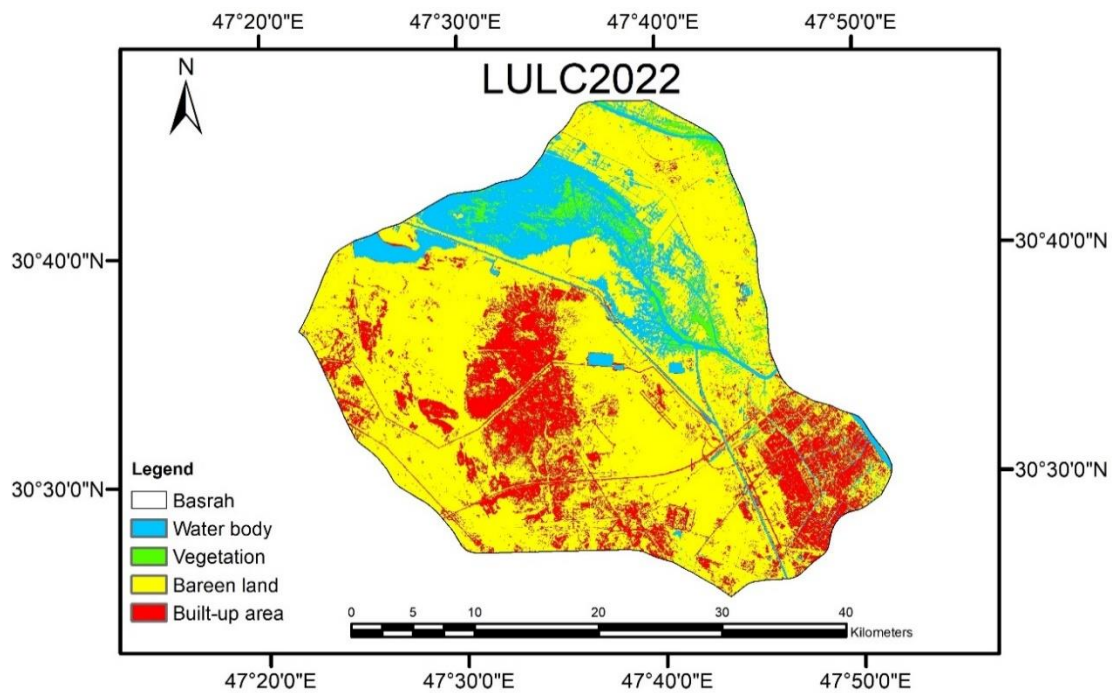 47°20'0"E 47°30'0"E 47°40'0"E 47°50'0"E
LULC2022
N
30°40'0"N 30°40'0"N
30°30'0"N 30°30'0"N
Legend
Basrah
Water body
Vegetation
Bareen land
Built-up area
0 5 10 20 30 40
Kilometers
47°20'0"E 47°30'0"E 47°40'0"E 47°50'0"E